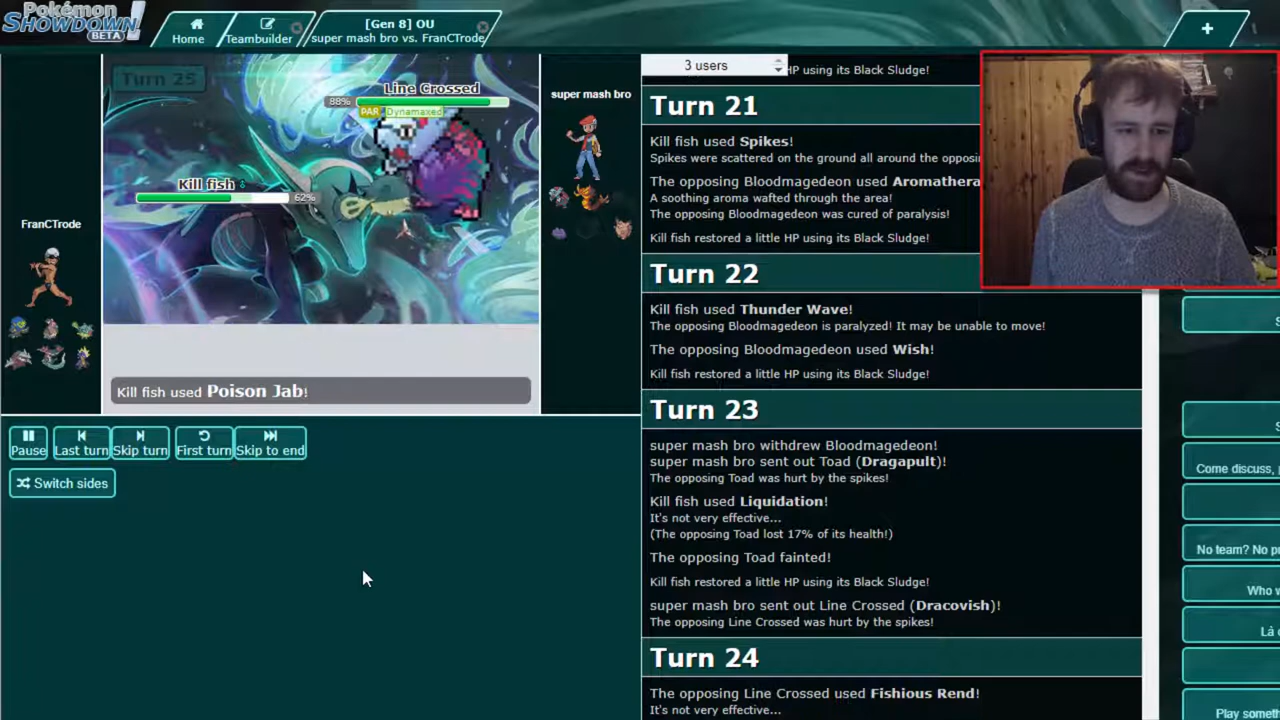 Pokémon
SHOWDOWN!
BETA
Home
Teambuilder
[Gen 8] OU
super mash bro vs. FranCTrode
+
Turn 25
Line Crossed
88%
PAR Dynamaxed
Kill fish
62%
FranCTrode
super mash bro
Kill fish used Poison Jab!
Pause
Last turn
Skip turn
First turn
Skip to end
Switch sides
3 users
HP using its Black Sludge!
Turn 21
Kill fish used Spikes!
Spikes were scattered on the ground all around the opposin
The opposing Bloodmagedeon used Aromathera
A soothing aroma wafted through the area!
The opposing Bloodmagedeon was cured of paralysis!
Kill fish restored a little HP using its Black Sludge!
Turn 22
Kill fish used Thunder Wave!
The opposing Bloodmagedeon is paralyzed! It may be unable to move!
The opposing Bloodmagedeon used Wish!
Kill fish restored a little HP using its Black Sludge!
Turn 23
super mash bro withdrew Bloodmagedeon!
super mash bro sent out Toad (Dragapult)!
The opposing Toad was hurt by the spikes!
Kill fish used Liquidation!
It's not very effective...
(The opposing Toad lost 17% of its health!)
The opposing Toad fainted!
Kill fish restored a little HP using its Black Sludge!
super mash bro sent out Line Crossed (Dracovish)!
The opposing Line Crossed was hurt by the spikes!
Turn 24
The opposing Line Crossed used Fishious Rend!
It's not very effective...
S
S
Come discuss, p
No team? No p
Who w
Là
Play someth